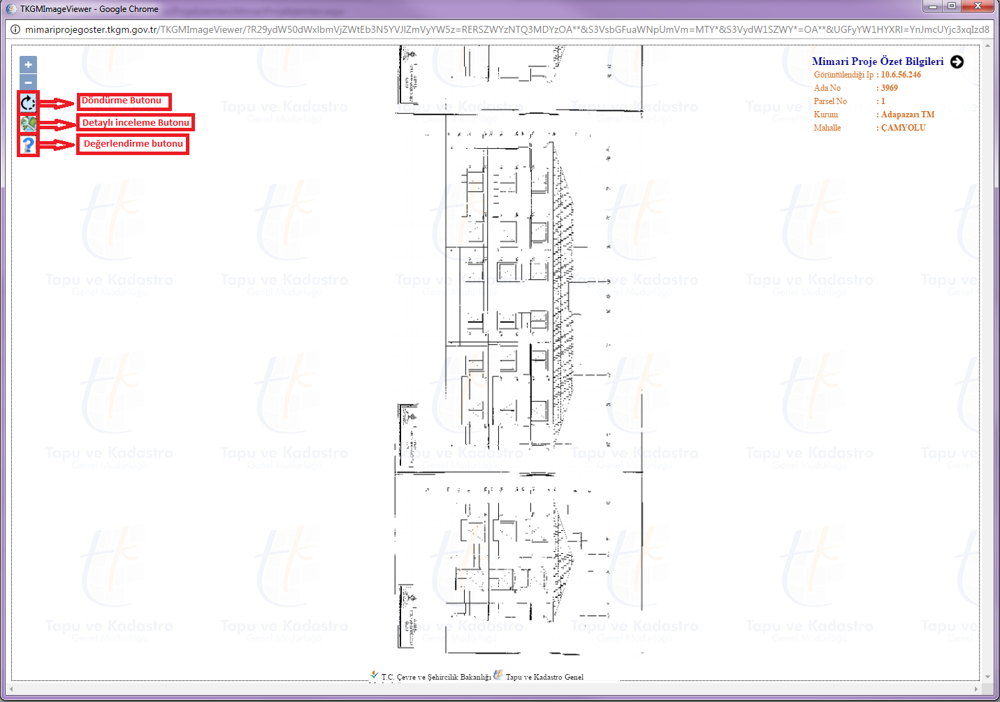 TKGMImageViewer - Google Chrome
mimariprojegoster.tkgm.gov.tr/TKGMImageViewer/?R29ydW50dWxlbmVjZWtEb3N5YVJlZmVyYW5z=RERSZWYzNTQ3MDYzOA**&S3VsbGFuaWNpUmVm=MTY*&S3VydW1SZWY*=OA**&UGFyYW1HYXRl=YnJmcUYjc3xqIzd8
+
−
Döndürme Butonu
Detaylı inceleme Butonu
Değerlendirme butonu
Mimari Proje Özet Bilgileri
Görüntülendiği Ip : 10.6.56.246
Ada No : 3969
Parsel No : 1
Kurum : Adapazarı TM
Mahalle : ÇAMYOLU
Tapu ve Kadastro
Genel Müdürlüğü
T.C. Çevre ve Şehircilik Bakanlığı Tapu ve Kadastro Genel